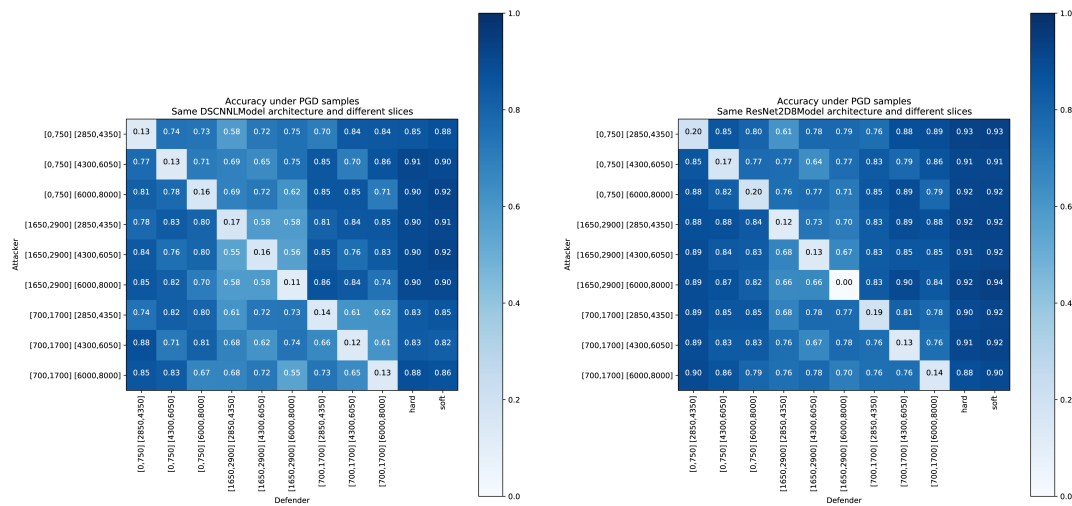 Accuracy under PGD samples
Same DSCNNLModel architecture and different slices
Attacker
[0,750] [2850,4350] 0.13 0.74 0.73 0.58 0.72 0.75 0.70 0.84 0.84 0.85 0.88
[0,750] [4300,6050] 0.77 0.13 0.71 0.69 0.65 0.75 0.85 0.70 0.86 0.91 0.90
[0,750] [6000,8000] 0.81 0.78 0.16 0.69 0.72 0.62 0.85 0.85 0.71 0.90 0.92
[1650,2900] [2850,4350] 0.78 0.83 0.80 0.17 0.58 0.58 0.81 0.84 0.85 0.90 0.91
[1650,2900] [4300,6050] 0.84 0.76 0.80 0.55 0.16 0.56 0.84 0.76 0.83 0.90 0.92
[1650,2900] [6000,8000] 0.85 0.82 0.70 0.58 0.58 0.11 0.86 0.84 0.74 0.90 0.90
[700,1700] [2850,4350] 0.74 0.82 0.80 0.61 0.72 0.73 0.14 0.61 0.62 0.83 0.85
[700,1700] [4300,6050] 0.88 0.71 0.81 0.68 0.62 0.74 0.66 0.12 0.61 0.83 0.82
[700,1700] [6000,8000] 0.85 0.83 0.67 0.68 0.72 0.55 0.73 0.65 0.13 0.88 0.86
[0,750] [2850,4350]
[0,750] [4300,6050]
[0,750] [6000,8000]
[1650,2900] [2850,4350]
[1650,2900] [4300,6050]
[1650,2900] [6000,8000]
[700,1700] [2850,4350]
[700,1700] [4300,6050]
[700,1700] [6000,8000]
hard
soft
Defender
1.0
0.8
0.6
0.4
0.2
0.0
Accuracy under PGD samples
Same ResNet2D8Model architecture and different slices
Attacker
[0,750] [2850,4350] 0.20 0.85 0.80 0.61 0.78 0.79 0.76 0.88 0.89 0.93 0.93
[0,750] [4300,6050] 0.85 0.17 0.77 0.77 0.64 0.77 0.83 0.79 0.86 0.91 0.91
[0,750] [6000,8000] 0.88 0.82 0.20 0.76 0.77 0.71 0.85 0.89 0.79 0.92 0.92
[1650,2900] [2850,4350] 0.88 0.88 0.84 0.12 0.73 0.70 0.83 0.89 0.88 0.92 0.92
[1650,2900] [4300,6050] 0.89 0.84 0.83 0.68 0.13 0.67 0.83 0.84 0.85 0.91 0.92
[1650,2900] [6000,8000] 0.89 0.87 0.82 0.66 0.66 0.00 0.83 0.90 0.84 0.92 0.94
[700,1700] [2850,4350] 0.89 0.85 0.82 0.68 0.78 0.76 0.19 0.81 0.78 0.90 0.92
[700,1700] [4300,6050] 0.89 0.83 0.83 0.76 0.67 0.78 0.76 0.13 0.76 0.91 0.92
[700,1700] [6000,8000] 0.90 0.86 0.79 0.76 0.78 0.70 0.76 0.76 0.14 0.88 0.90
[0,750] [2850,4350]
[0,750] [4300,6050]
[0,750] [6000,8000]
[1650,2900] [2850,4350]
[1650,2900] [4300,6050]
[1650,2900] [6000,8000]
[700,1700] [2850,4350]
[700,1700] [4300,6050]
[700,1700] [6000,8000]
hard
soft
Defender
1.0
0.8
0.6
0.4
0.2
0.0